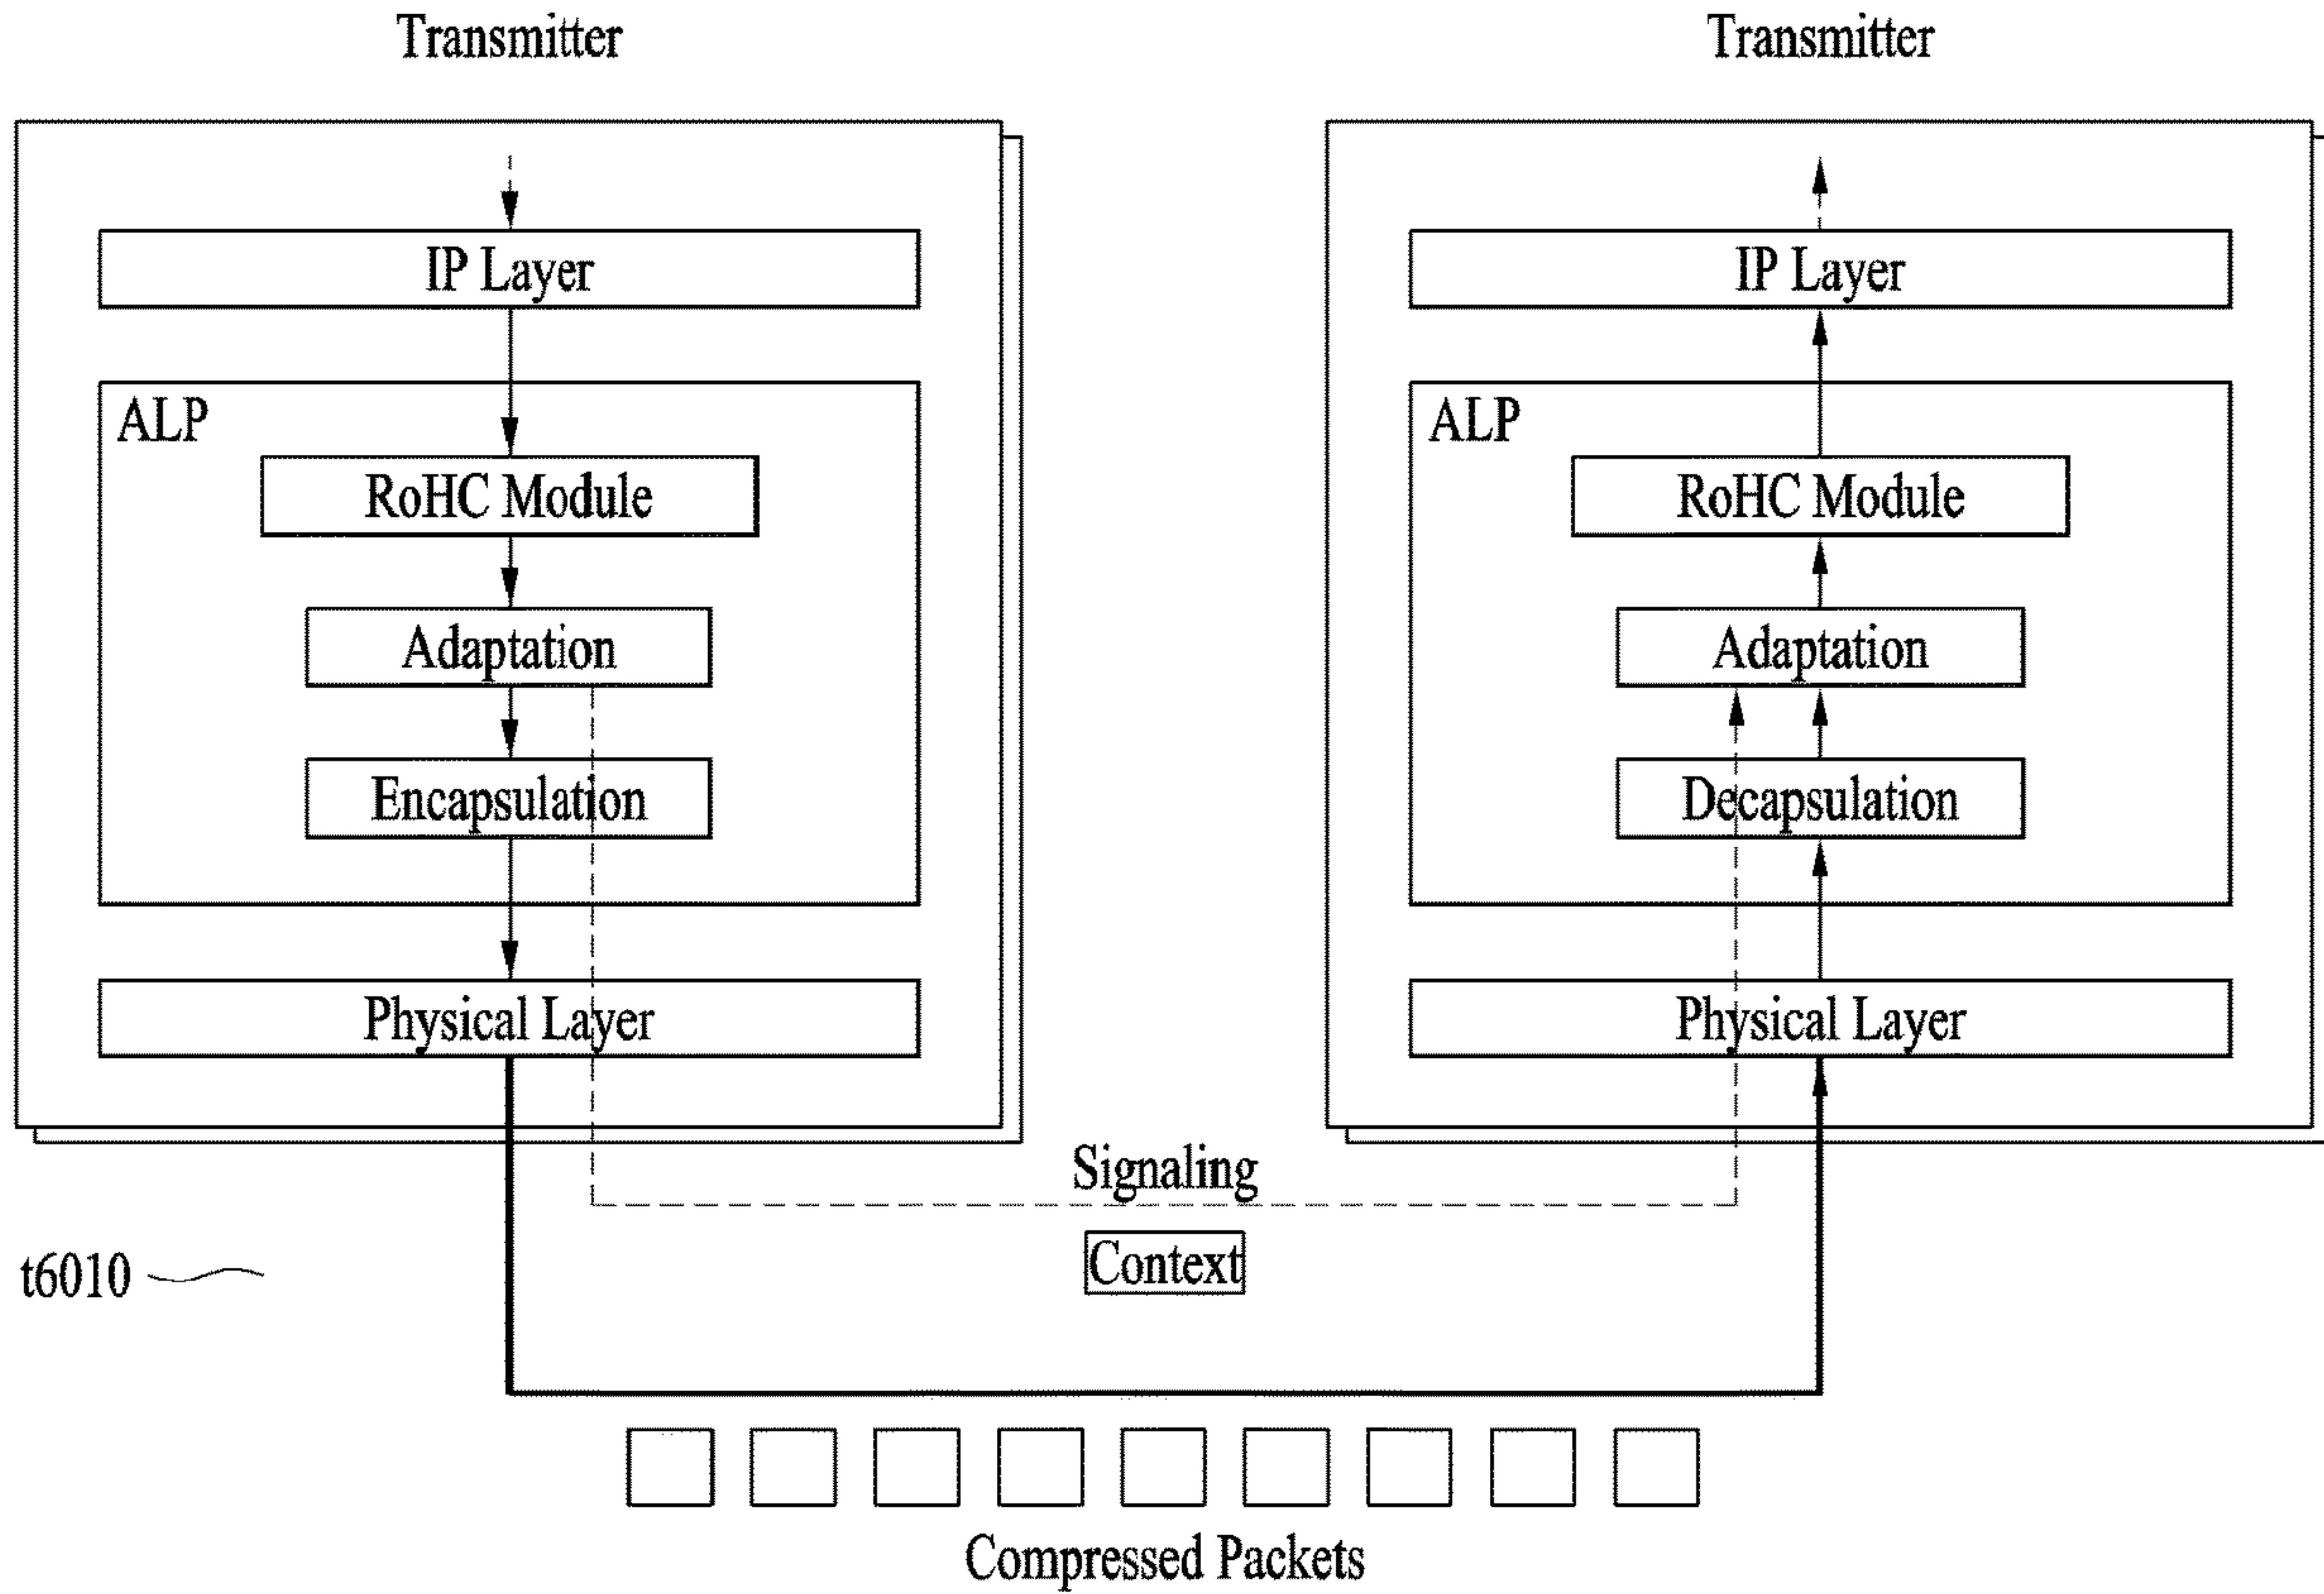 Transmitter
IP Layer
ALP
RoHC Module
Adaptation
Encapsulation
Physical Layer
Transmitter
IP Layer
ALP
RoHC Module
Adaptation
Decapsulation
Physical Layer
Signaling
Context
t6010
Compressed Packets